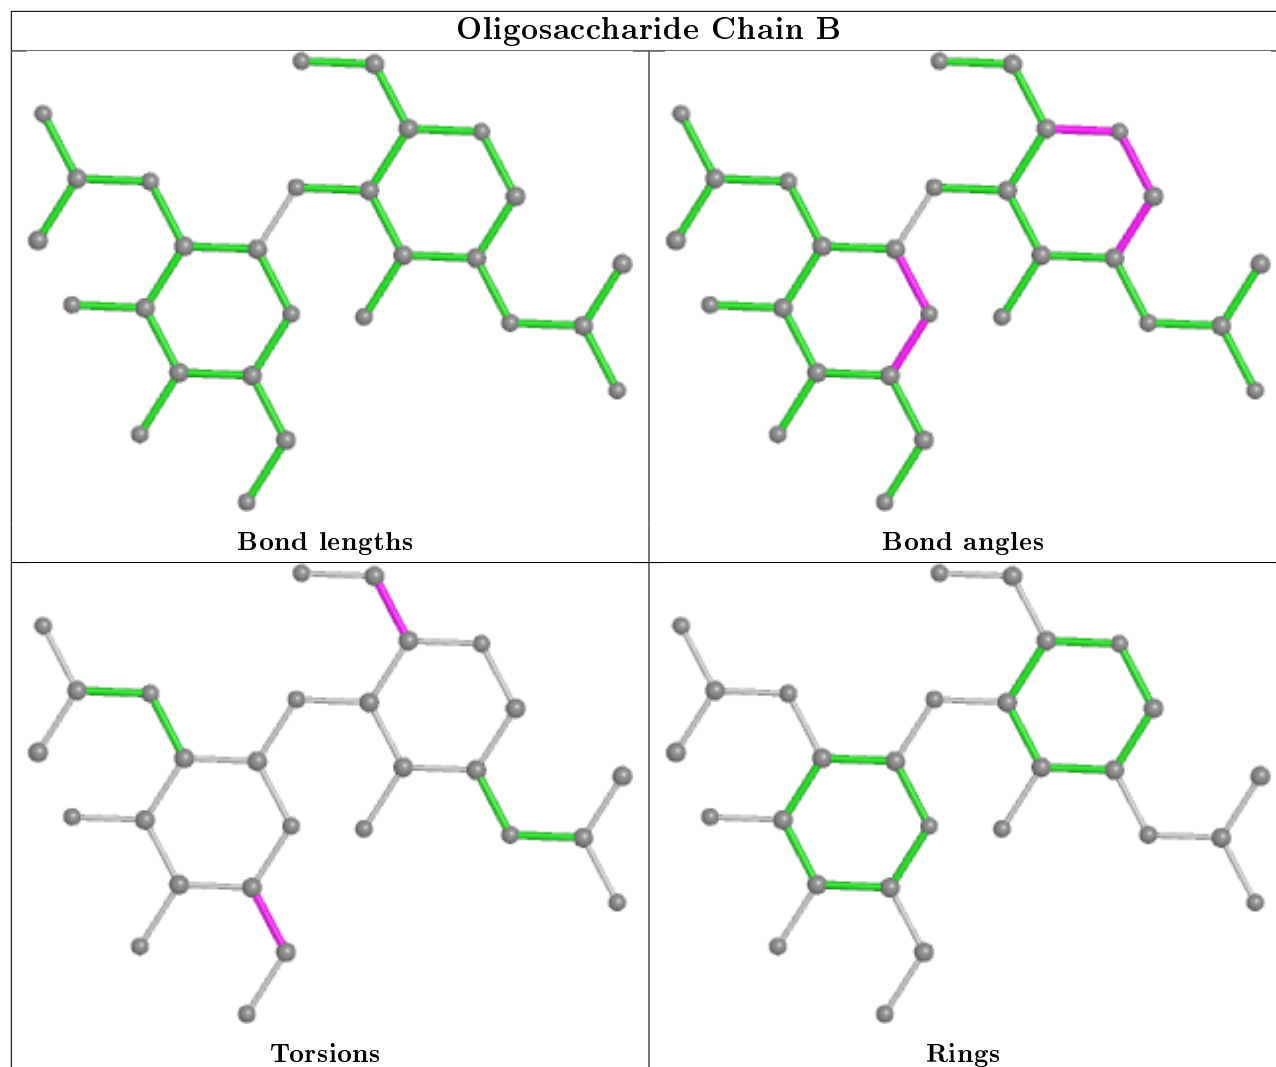 Oligosaccharide Chain B
Bond lengths
Bond angles
Torsions
Rings